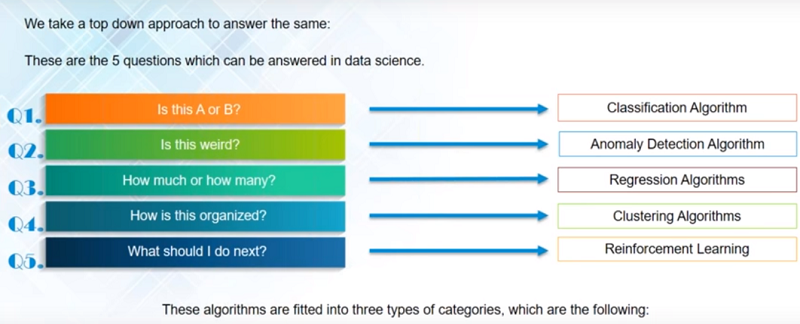 We take a top down approach to answer the same:
These are the 5 questions which can be answered in data science.
Q1. Is this A or B? Classification Algorithm
Q2. Is this weird? Anomaly Detection Algorithm
Q3. How much or how many? Regression Algorithms
Q4. How is this organized? Clustering Algorithms
Q5. What should I do next? Reinforcement Learning
These algorithms are fitted into three types of categories, which are the following: